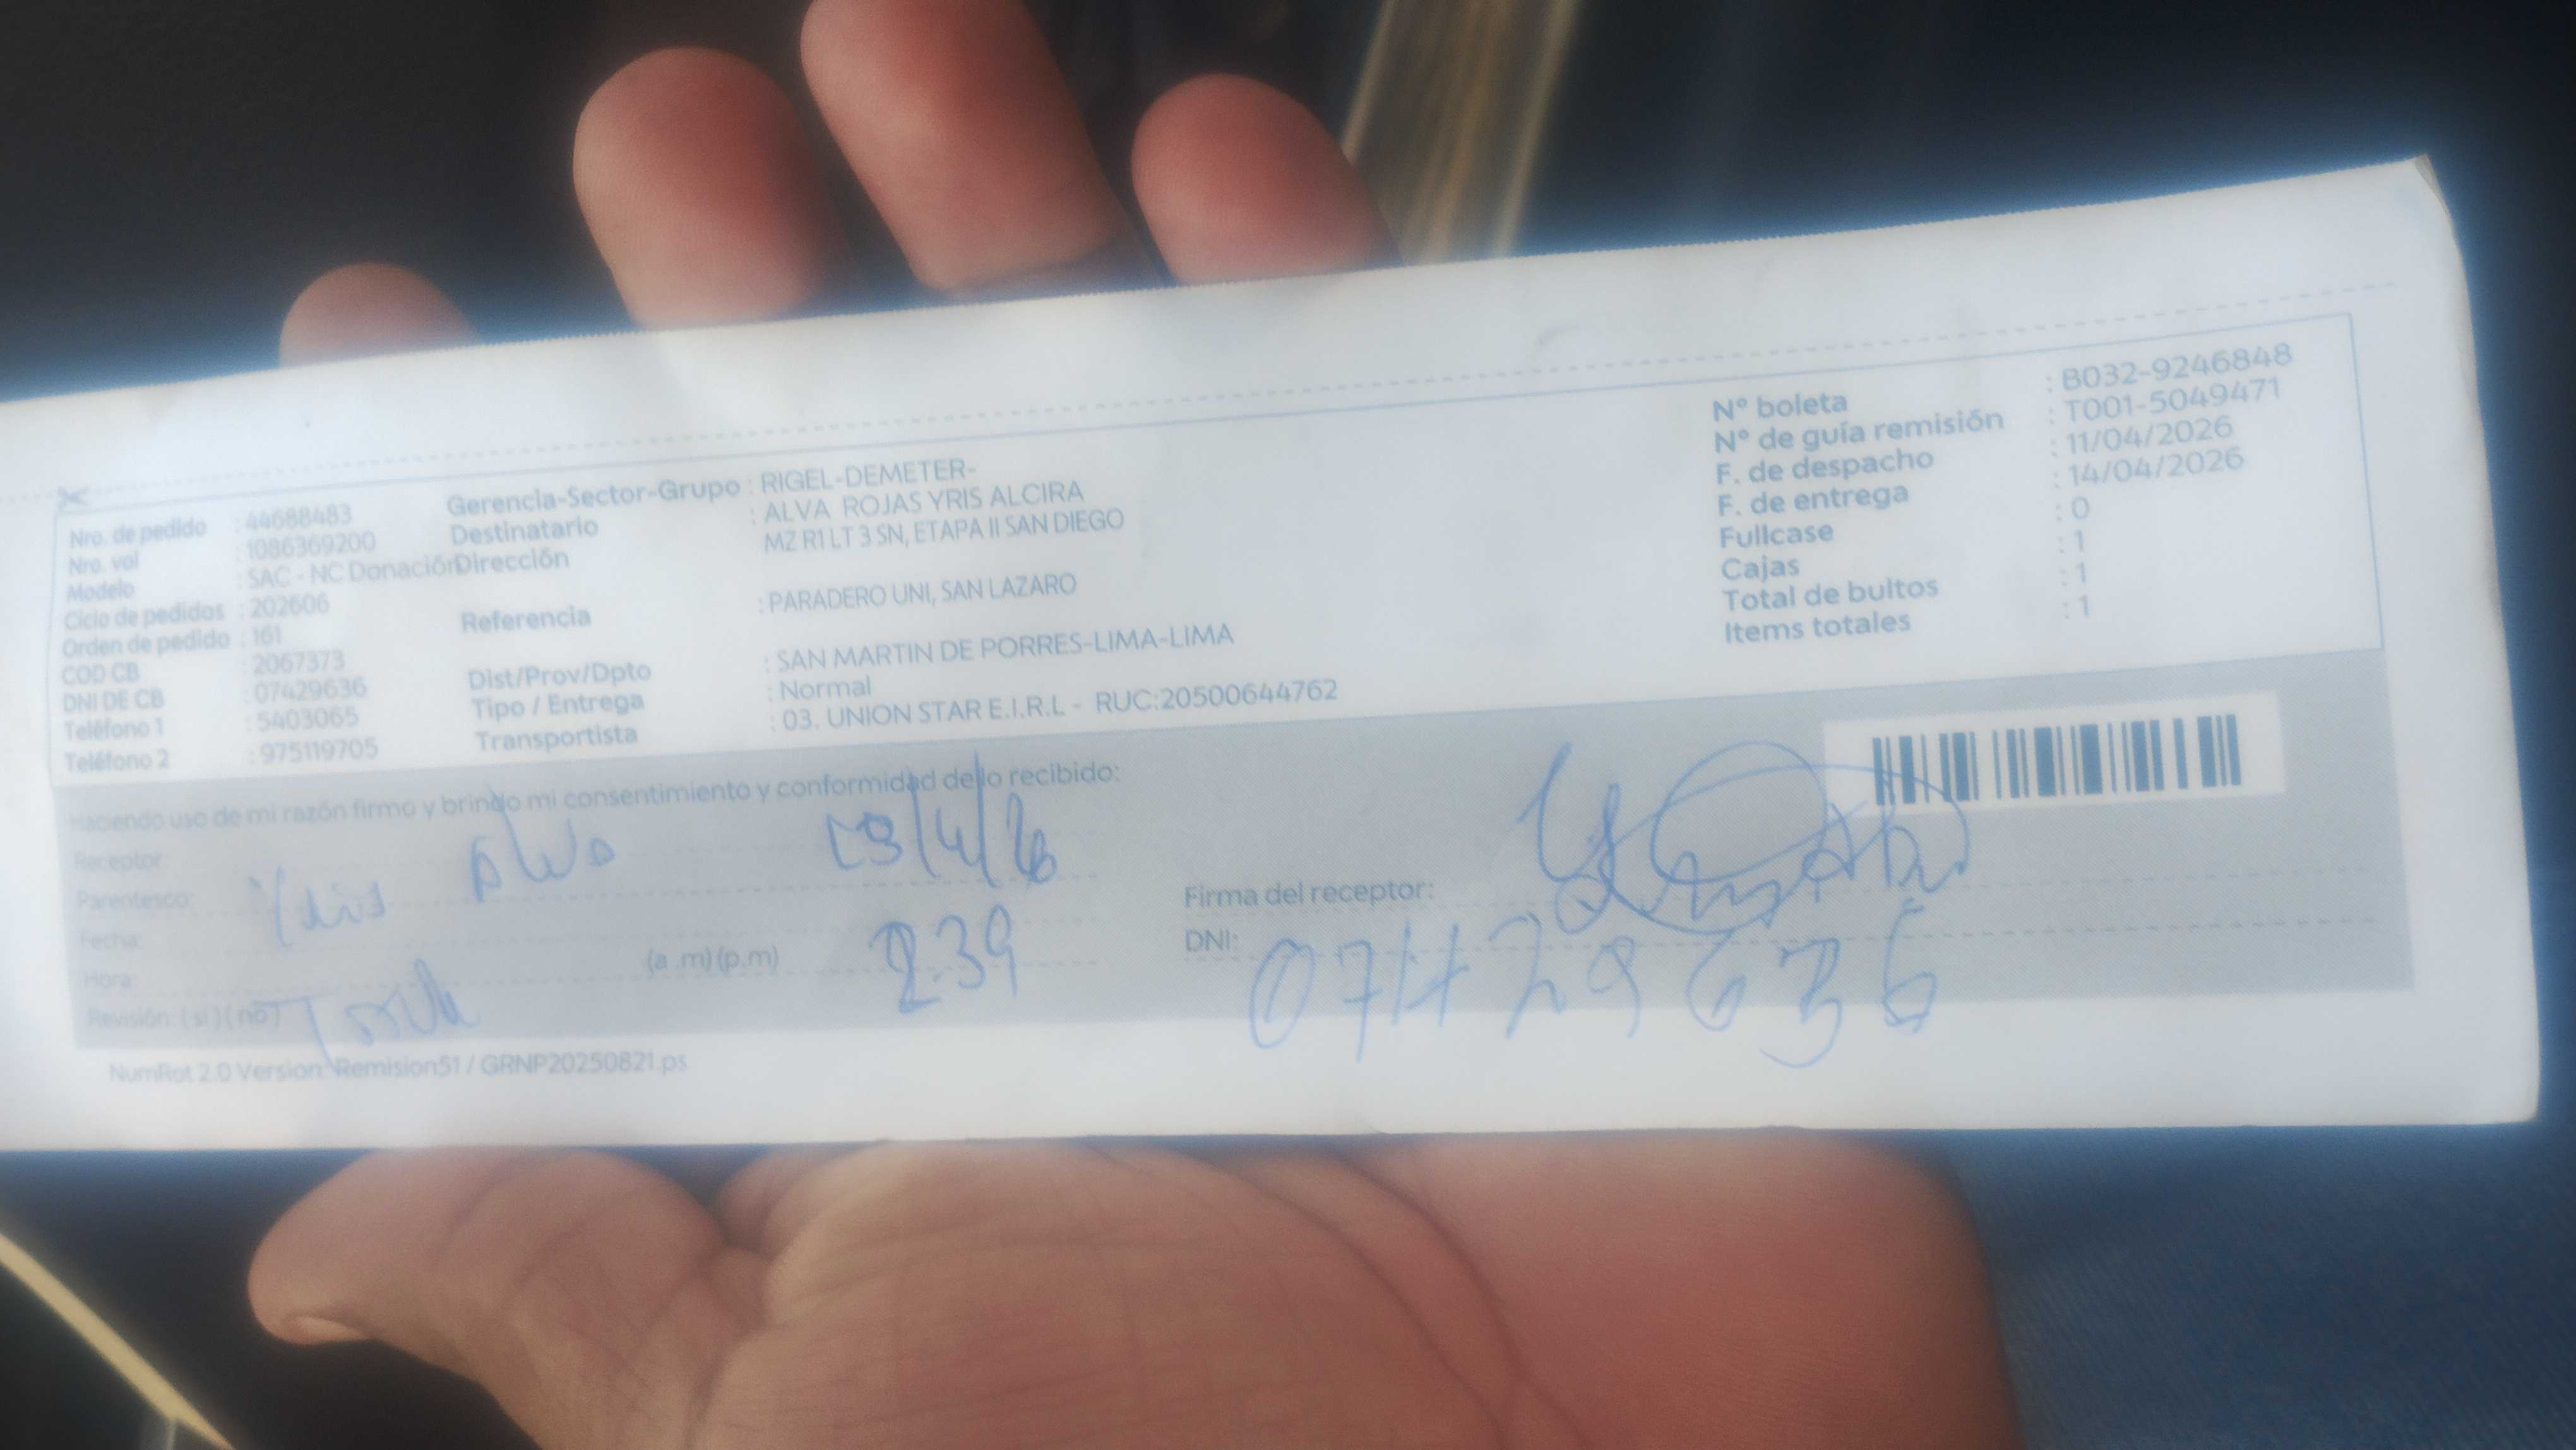 Nro. de pedido : 44688483
Nro. vol : 1086369200
Modelo : SAC - NC Donación
Ciclo de pedidos : 202606
Orden de pedido : 161
COD CB : 2067373
DNI DE CB : 07429636
Teléfono 1 : 5403065
Teléfono 2 : 975119705
Gerencia-Sector-Grupo : RIGEL-DEMETER-
Destinatario : ALVA ROJAS YRIS ALCIRA
Dirección MZ R1 LT 3 SN, ETAPA II SAN DIEGO
Referencia : PARADERO UNI, SAN LAZARO
Dist/Prov/Dpto : SAN MARTIN DE PORRES-LIMA-LIMA
Tipo / Entrega : Normal
Transportista : 03. UNION STAR E.I.R.L - RUC:20500644762
N° boleta : B032-9246848
N° de guía remisión : T001-5049471
F. de despacho : 11/04/2026
F. de entrega : 14/04/2026
Fullcase : 0
Cajas : 1
Total de bultos : 1
Items totales : 1
Haciendo uso de mi razón firmo y brindo mi consentimiento y conformidad de lo recibido:
Receptor
Parentesco:
Fecha: 13/4/26
Hora: (a .m) (p.m) 2.39
Revisión: ( si ) ( no )
Firma del receptor:
DNI: 07429636
NumRot 2.0 Version Remision51 / GRNP20250821.ps